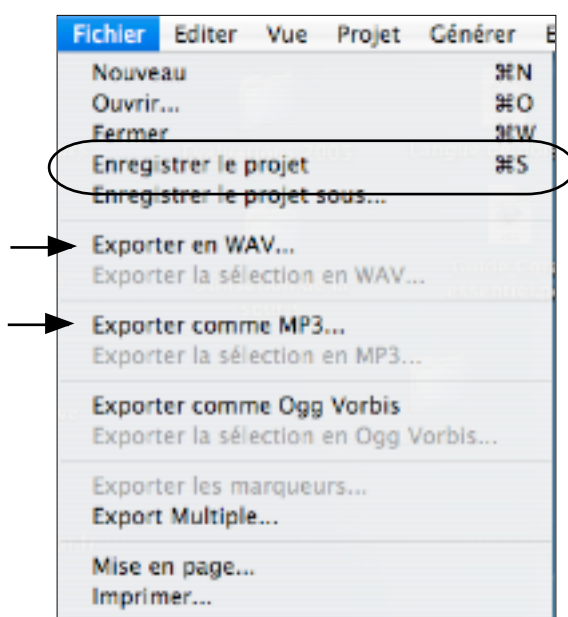 Fichier Editer Vue Projet Générer
Nouveau ⌘N
Ouvrir... ⌘O
Fermer ⌘W
Enregistrer le projet ⌘S
Enregistrer le projet sous...
Exporter en WAV...
Exporter la sélection en WAV...
Exporter comme MP3...
Exporter la sélection en MP3...
Exporter comme Ogg Vorbis
Exporter la sélection en Ogg Vorbis...
Exporter les marqueurs...
Export Multiple...
Mise en page...
Imprimer...